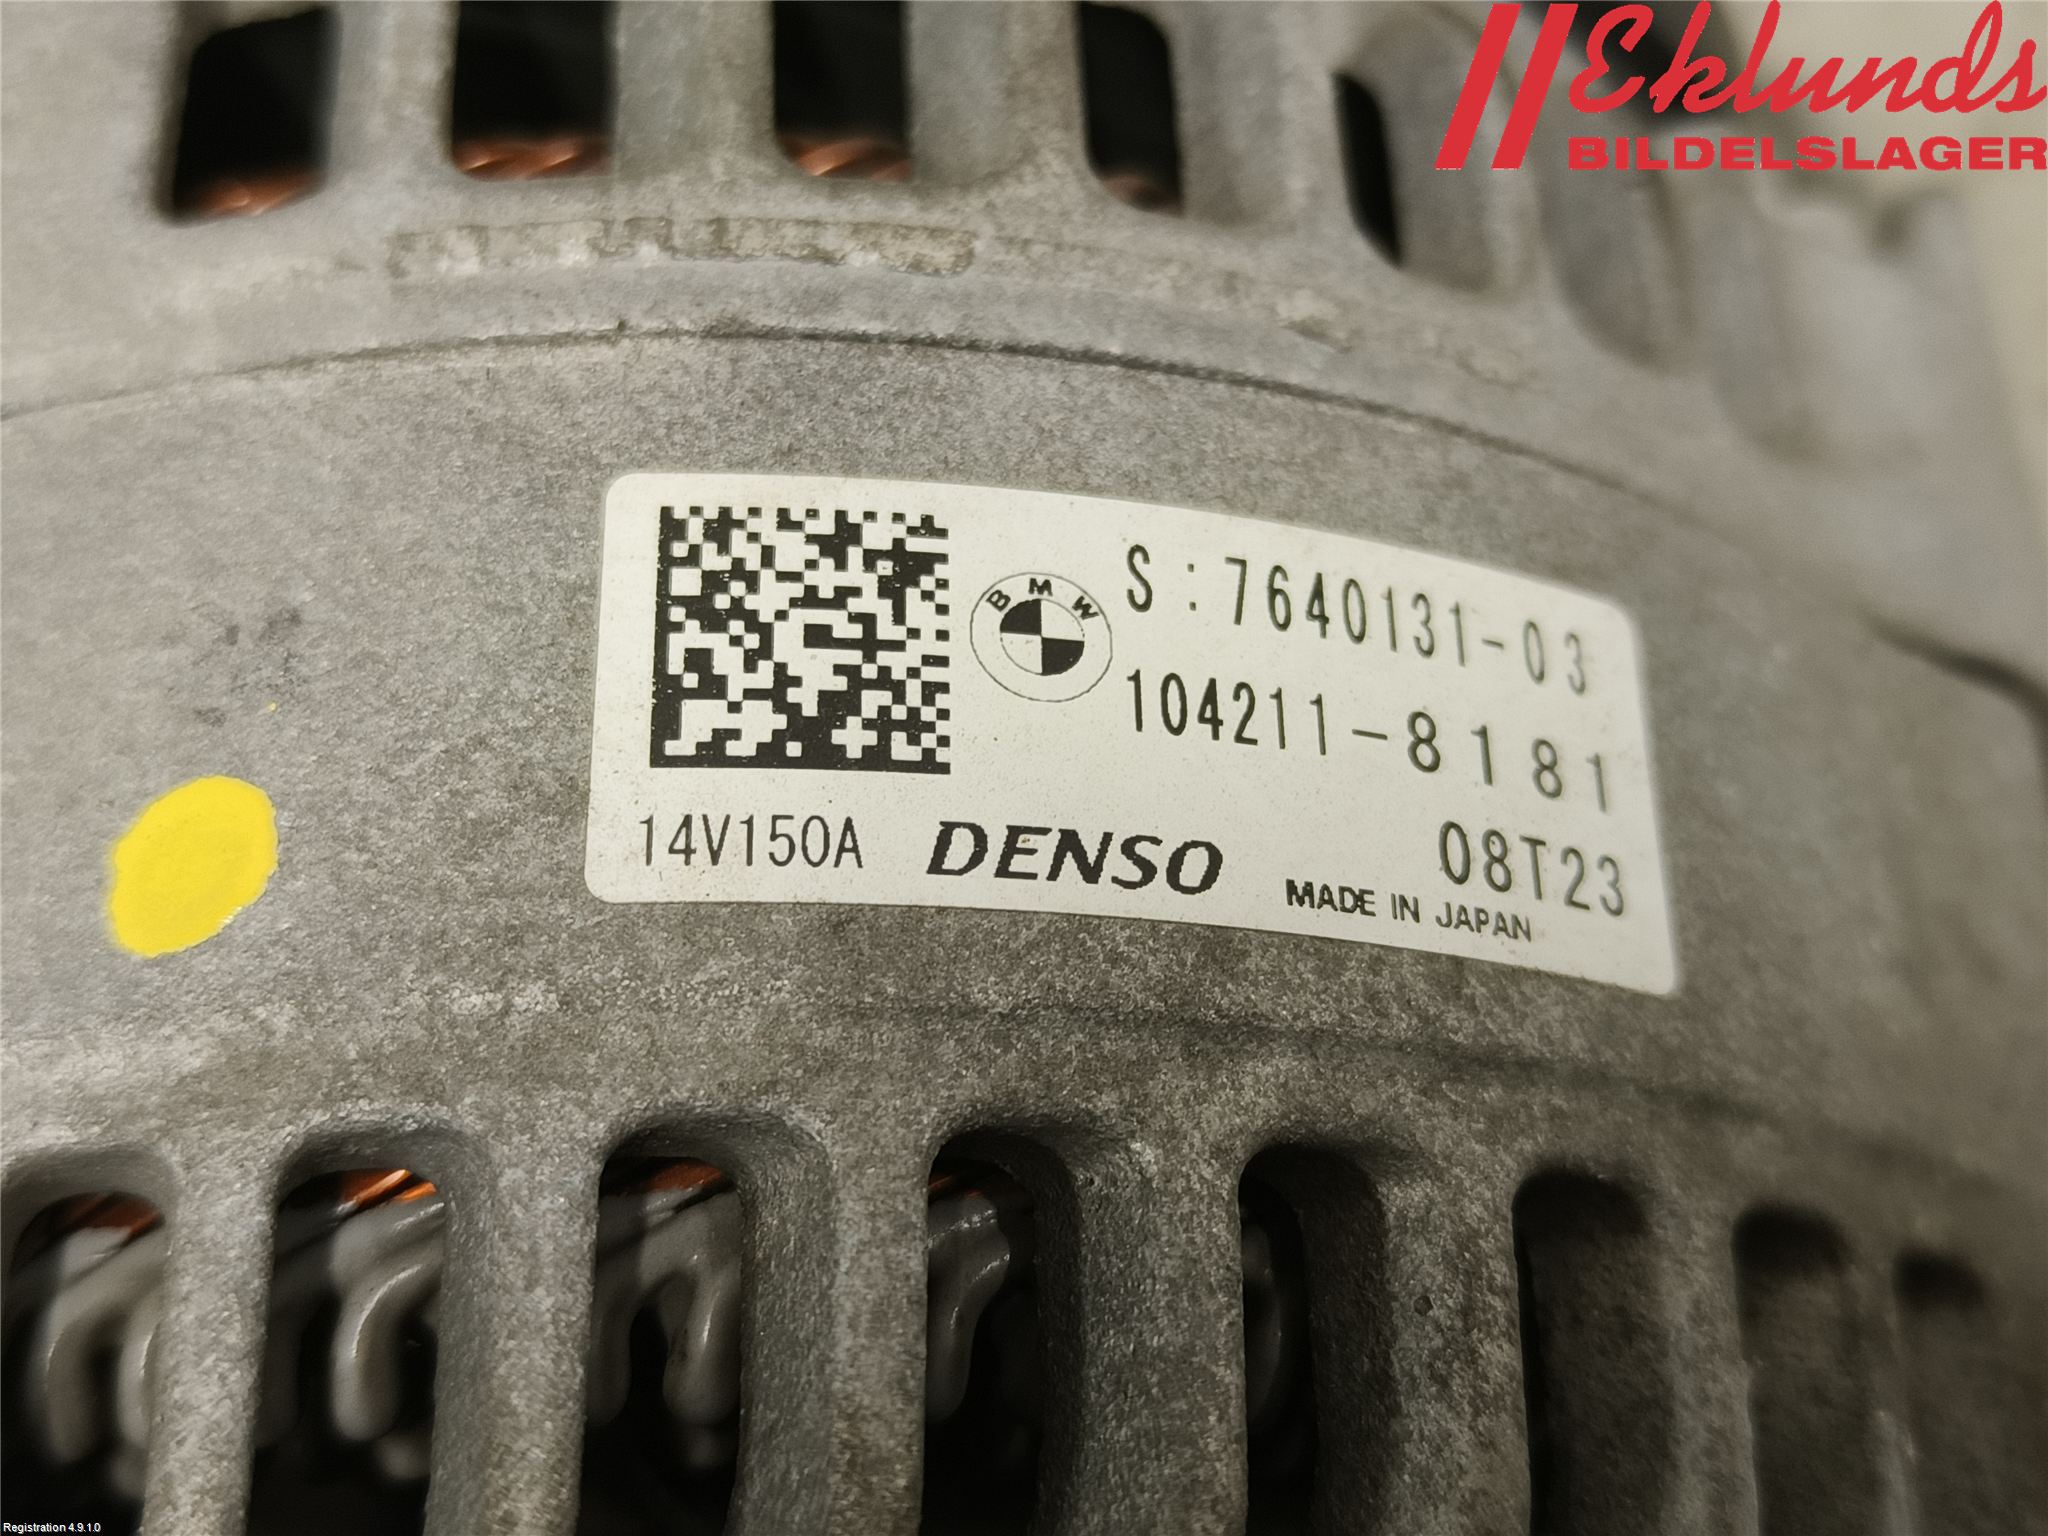 Eklunds
BILDELSLAGER
BMW
S:7640131-03
104211-8181
14V150A DENSO 08T23
MADE IN JAPAN
Registration 4.9.1.0